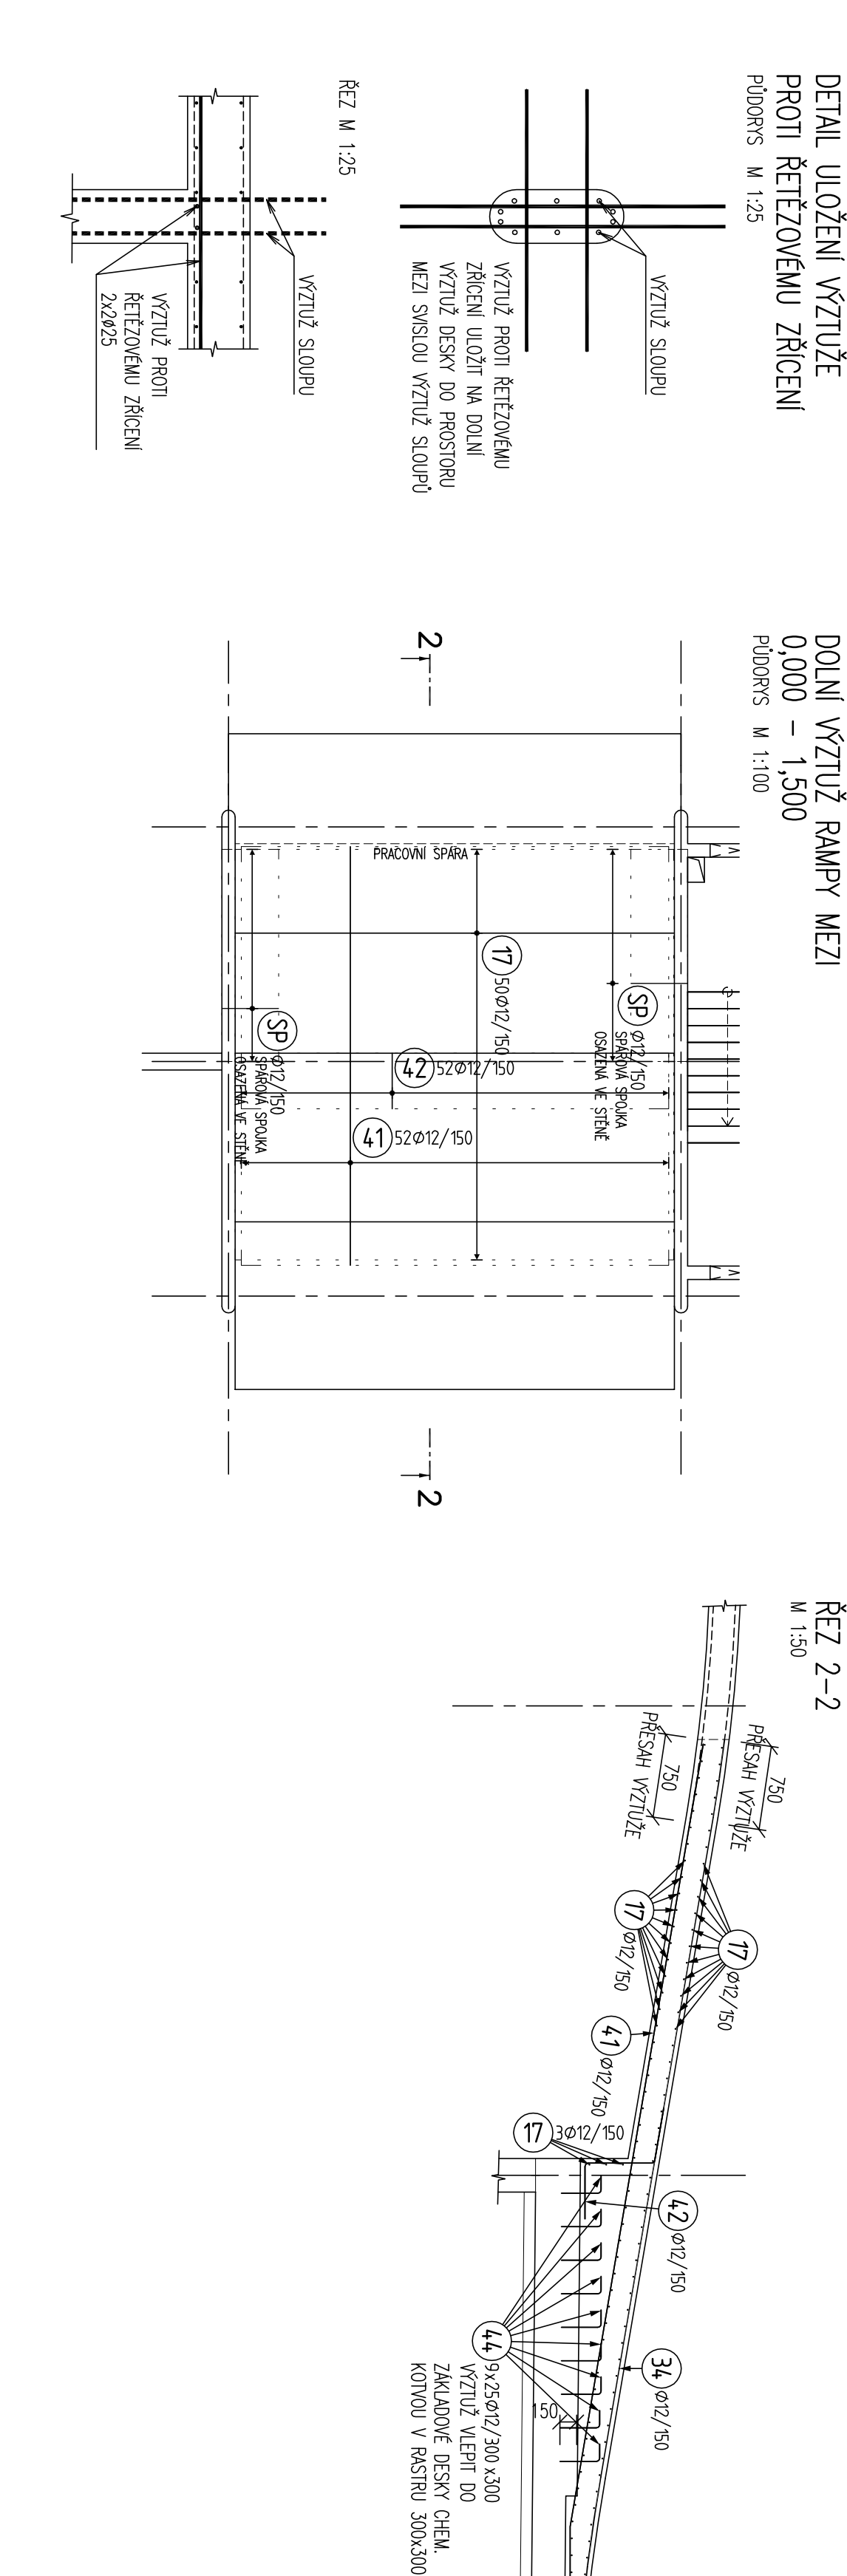 DETAIL ULOŽENÍ VÝZTUŽE
PROTI ŘETĚZOVÉMU ZŘÍCENÍ
PŮDORYS M 1:25
VÝZTUŽ SLOUPU
VÝZTUŽ PROTI ŘETĚZOVÉMU
ZŘÍCENÍ ULOŽIT NA DOLNÍ
VÝZTUŽ DESKY DO PROSTORU
MEZI SVISLOU VÝZTUŽ SLOUPŮ
ŘEZ M 1:25
VÝZTUŽ SLOUPU
VÝZTUŽ PROTI
ŘETĚZOVÉMU ZŘÍCENÍ
2x2Ø25
DOLNÍ VÝZTUŽ RAMPY MEZI
0,000 – 1,500
PŮDORYS M 1:100
2
PRACOVNÍ SPÁRA
17 50Ø12/150
SP Ø12/150
SPÁROVÁ SPOJKA
OSAZENÁ VE STĚNĚ
42 52Ø12/150
41 52Ø12/150
SP Ø12/150
SPÁROVÁ SPOJKA
OSAZENÁ VE STĚNĚ
2
ŘEZ 2-2
M 1:50
750
PŘESAH VÝZTUŽE
750
PŘESAH VÝZTUŽE
17 Ø12/150
17 Ø12/150
41 Ø12/150
17 3Ø12/150
42 Ø12/150
34 Ø12/150
150
44 9x25Ø12/300 x300
VÝZTUŽ VLEPIT DO
ZÁKLADOVÉ DESKY CHEM.
KOTVOU V RASTRU 300x300